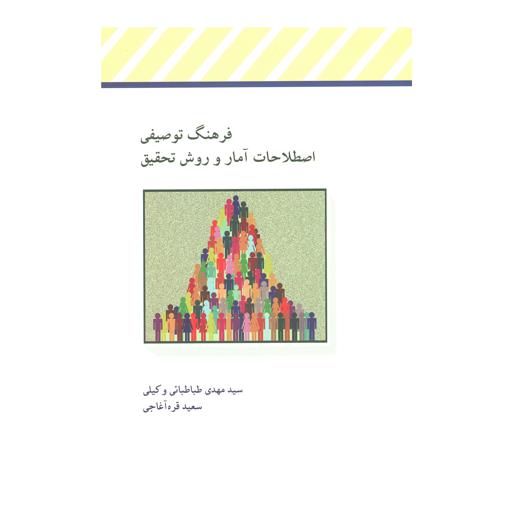 فرهنگ توصیفی
اصطلاحات آمار و روش تحقیق
سید مهدی طباطبائی وکیلی
سعید قره‌آغاجی